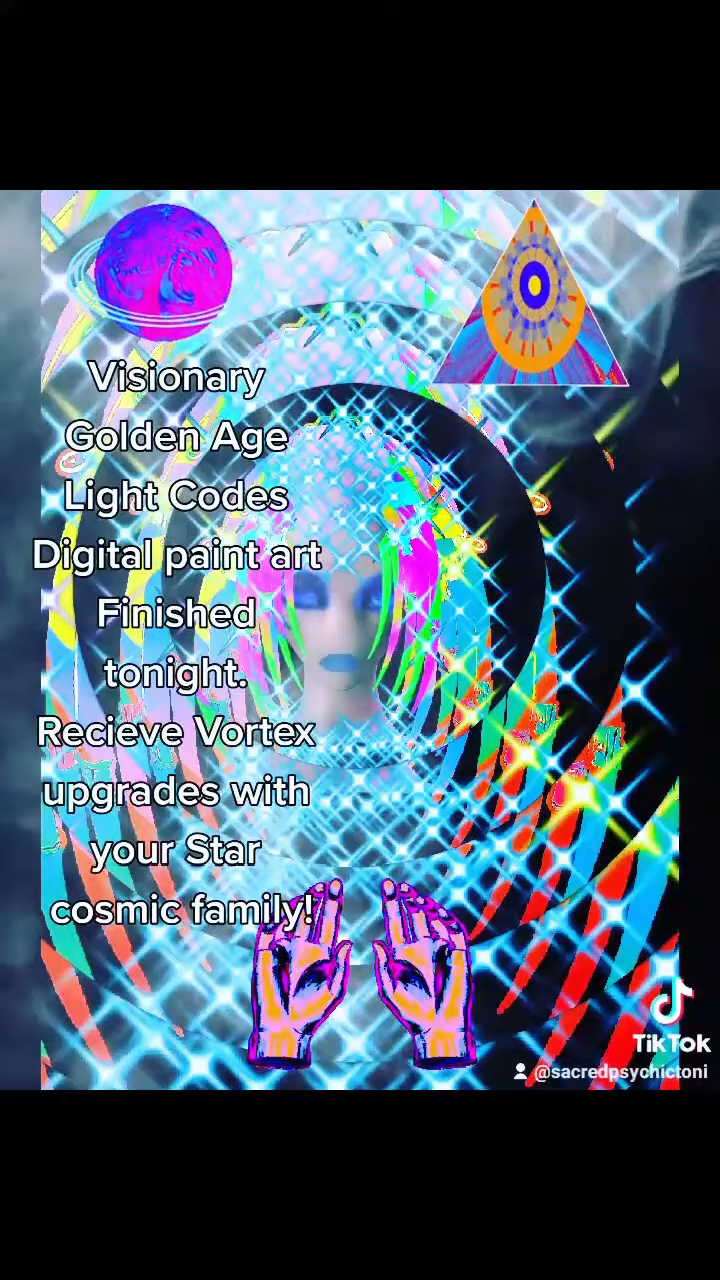 Visionary
Golden Age
Light Codes
Digital paint art
Finished
tonight.
Recieve Vortex
upgrades with
your Star
cosmic family!
TikTok
@sacredpsychictoni